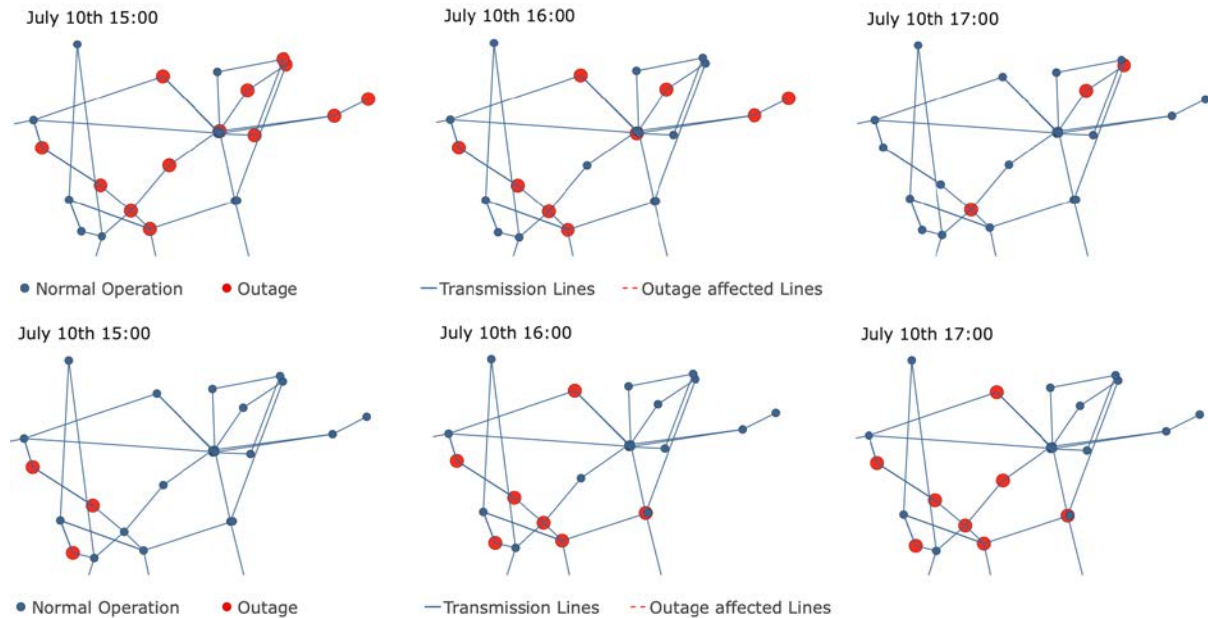 July 10th 15:00 July 10th 16:00 July 10th 17:00
Normal Operation Outage Transmission Lines Outage affected Lines
July 10th 15:00 July 10th 16:00 July 10th 17:00
Normal Operation Outage Transmission Lines Outage affected Lines